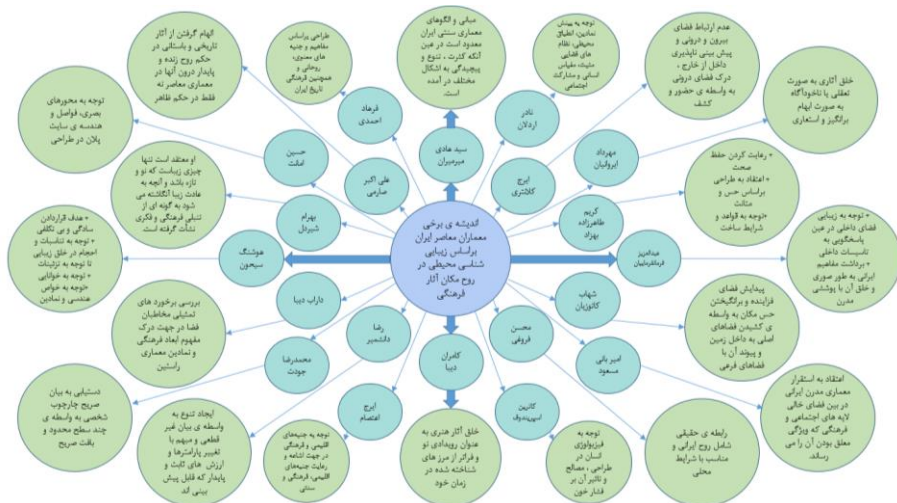 الهام گرفتن از آثار
تاریخی و باستانی در
حکم روح زنده و
پایدار درون آنها در
معماری معاصر نه
فقط در حکم ظاهر
طراحی براساس
مفاهیم و جنبه
های معنوی،
روحانی و
همچنین فرهنگی
تاریخ ایران
مبانی و الگوهای
معماری سنتی ایران
معدود است در عین
آنکه کثرت ، تنوع و
پیچیدگی به اشکال
مختلف در آمده
است.
توجه به بینش
نمادین، انطباق
محیطی، نظام
فضایی
مثبت، مقیاس
انسانی و مشارکت
اجتماعی
عدم ارتباط فضای
بیرون و درونی و
پیش بینی ناپذیری
داخل از خارج ،
درک فضای درونی
به واسطه ی حضور و
کشف
خلق آثاری به صورت
تعقلی یا ناخودآگاه
به صورت ابهام
برانگیز و استعاری
توجه به محورهای
بصری، فواصل و
هندسه ی سایت
پلان در طراحی
فرهاد
احمدی
سید هادی
میرمیران
نادر
اردلان
حسین
امانت
علی اکبر
صارمی
ایرج
کلانتری
مهرداد
ایروانیان
او معتقد است تنها
چیزی زیباست که نو و
تازه باشد و آنچه به
عادت زیبا انگاشته می
شود به گونه ای از
تنبلی فرهنگی و فکری
نشأت گرفته است.
بهرام
شیردل
کریم
طاهرزاده
بهزاد
+ رعایت کردن حفظ
صحت
+ اعتقاد به طراحی
براساس حس و
متانت
+توجه به قواعد و
شرایط ساخت
+ هدف قراردادن
سادگی و بی تکلفی
+ توجه به تناسبات و
احجام در خلق زیبایی
تا توجه به تزئینات
+ توجه به خوانایی
+توجه به خواص
هندسی و نمادین
هوشنگ
سیحون
اندیشه ی برخی
معماران معاصر ایران
براساس زیبایی
شناسی محیطی در
روح مکان آثار
فرهنگی
عبدالعزیز
فرمانفرماییان
+ توجه به زیبایی
فضای داخلی در عین
پاسخگویی به
تاسیسات داخلی
+ برداشت مفاهیم
ایرانی به طور صوری
و خلق آن با پوششی
مدرن
بررسی برخورد های
تمثیلی مخاطبان
فضا در جهت درک
مفهوم ابعاد فرهنگی
و نمادین معماری
راستین
داراب دیبا
شهاب
کاتوزیان
پیدایش فضای
فزاینده و برانگیختن
حس مکان به واسطه
ی کشیدن فضاهای
اصلی به داخل زمین
و پیوند آن با
فضاهای فرعی
محمدرضا
جودت
رضا
دانشمیر
کامران
دیبا
محسن
فروغی
امیر بانی
مسعود
دستیابی به بیان
صریح چارچوب
شخصی به واسطه ی
چند سطح محدود و
بافت صریح
ایجاد تنوع به
واسطه ی بیان غیر
قطعی و مبهم با
تغییر پارامترها و
ارزش های ثابت و
پایدار که قابل پیش
بینی اند
ایرج
اعتصام
توجه به جنبه‌های
اقلیمی و فرهنگی
در جهت اشاعه و
رعایت جنبه‌های
اقلیمی، فرهنگی و
سنتی
خلق آثار هنری به
عنوان رویدادی نو
و فراتر از مرز های
شناخته شده در
زمان خود
کاترین
اسپریدنوف
توجه به
فیزیولوژی
انسان در
طراحی ، مصالح
و تاثیر آن بر
فشار خون
رابطه ی حقیقی
شامل روح ایرانی و
مناسب با شرایط
محلی
اعتقاد به استقرار
معماری مدرن ایرانی
در بین فضای خالی
لایه های اجتماعی و
فرهنگی که ویژگی
معلق بودن آن را می
رساند.